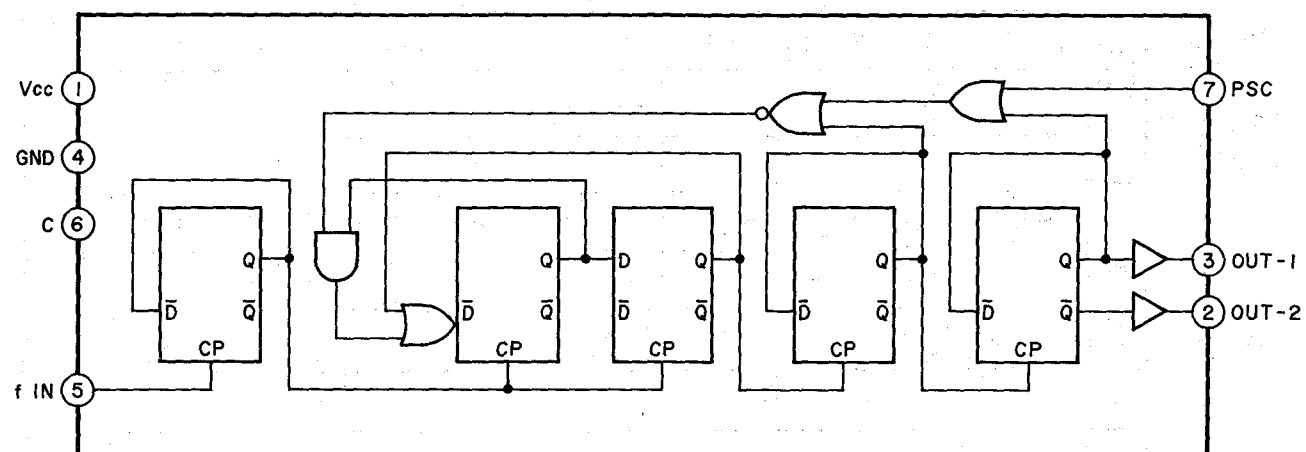 Vcc 1
GND 4
C 6
f IN 5
7 PSC
3 OUT-1
2 OUT-2
Q
D̅ Q̅
CP
Q
D̅ Q̅
CP
D Q
Q̅
CP
Q
D̅ Q̅
CP
Q
D̅ Q̅
CP